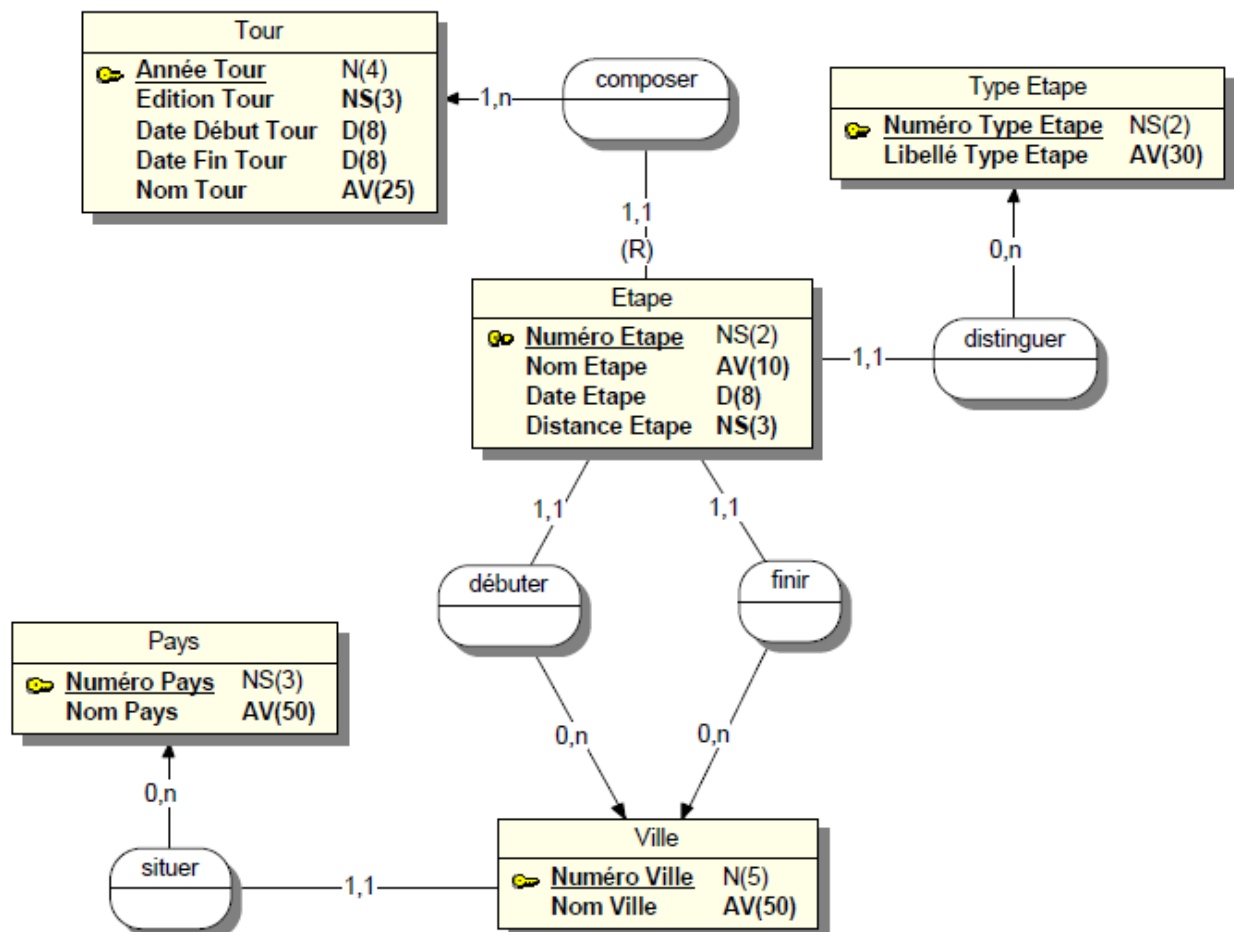 Tour
Année Tour N(4)
Edition Tour NS(3)
Date Début Tour D(8)
Date Fin Tour D(8)
Nom Tour AV(25)
1,n
composer
Type Etape
Numéro Type Etape NS(2)
Libellé Type Etape AV(30)
1,1
(R)
0,n
Etape
Numéro Etape NS(2)
Nom Etape AV(10)
Date Etape D(8)
Distance Etape NS(3)
1,1
distinguer
1,1
1,1
débuter
finir
Pays
Numéro Pays NS(3)
Nom Pays AV(50)
0,n
0,n
0,n
situer
1,1
Ville
Numéro Ville N(5)
Nom Ville AV(50)